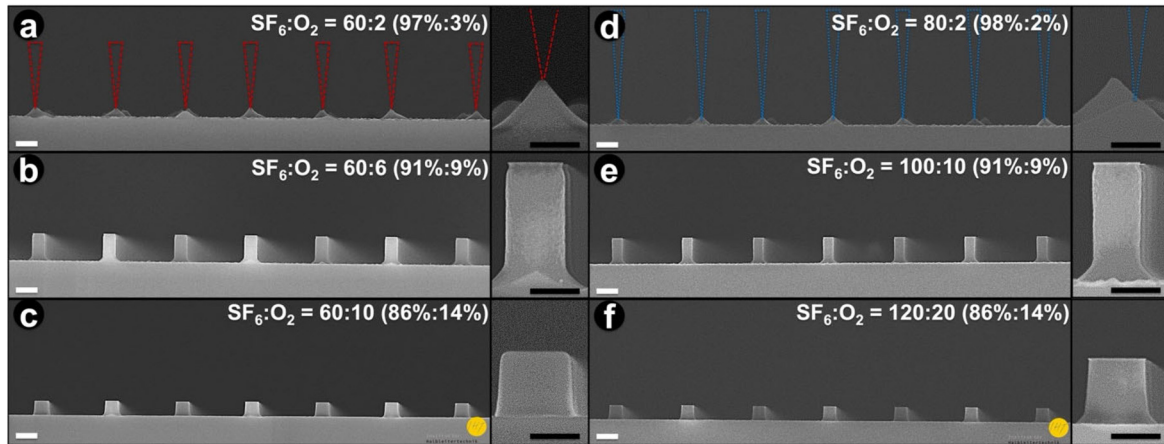 a SF6:O2 = 60:2 (97%:3%)
d SF6:O2 = 80:2 (98%:2%)
b SF6:O2 = 60:6 (91%:9%)
e SF6:O2 = 100:10 (91%:9%)
c SF6:O2 = 60:10 (86%:14%)
f SF6:O2 = 120:20 (86%:14%)